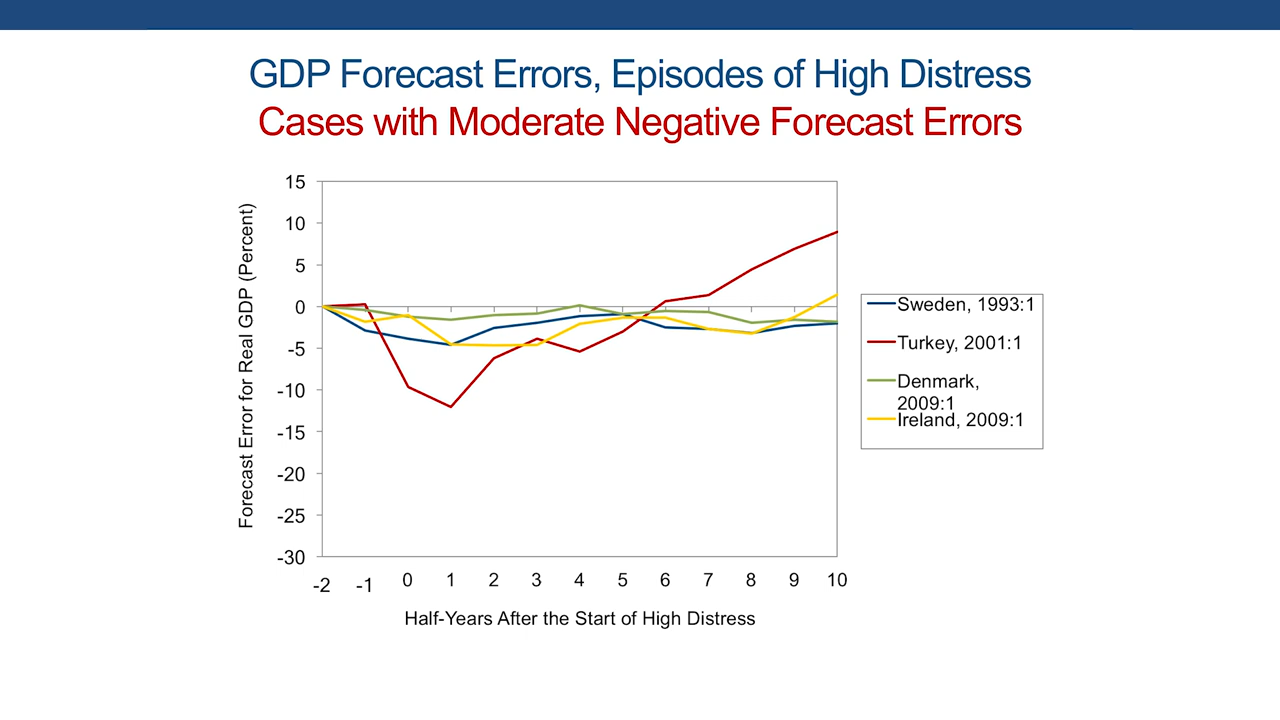 GDP Forecast Errors, Episodes of High Distress
Cases with Moderate Negative Forecast Errors
Forecast Error for Real GDP (Percent)
15
10
5
0
-5
-10
-15
-20
-25
-30
-2 -1 0 1 2 3 4 5 6 7 8 9 10
Half-Years After the Start of High Distress
Sweden, 1993:1
Turkey, 2001:1
Denmark,
2009:1
Ireland, 2009:1